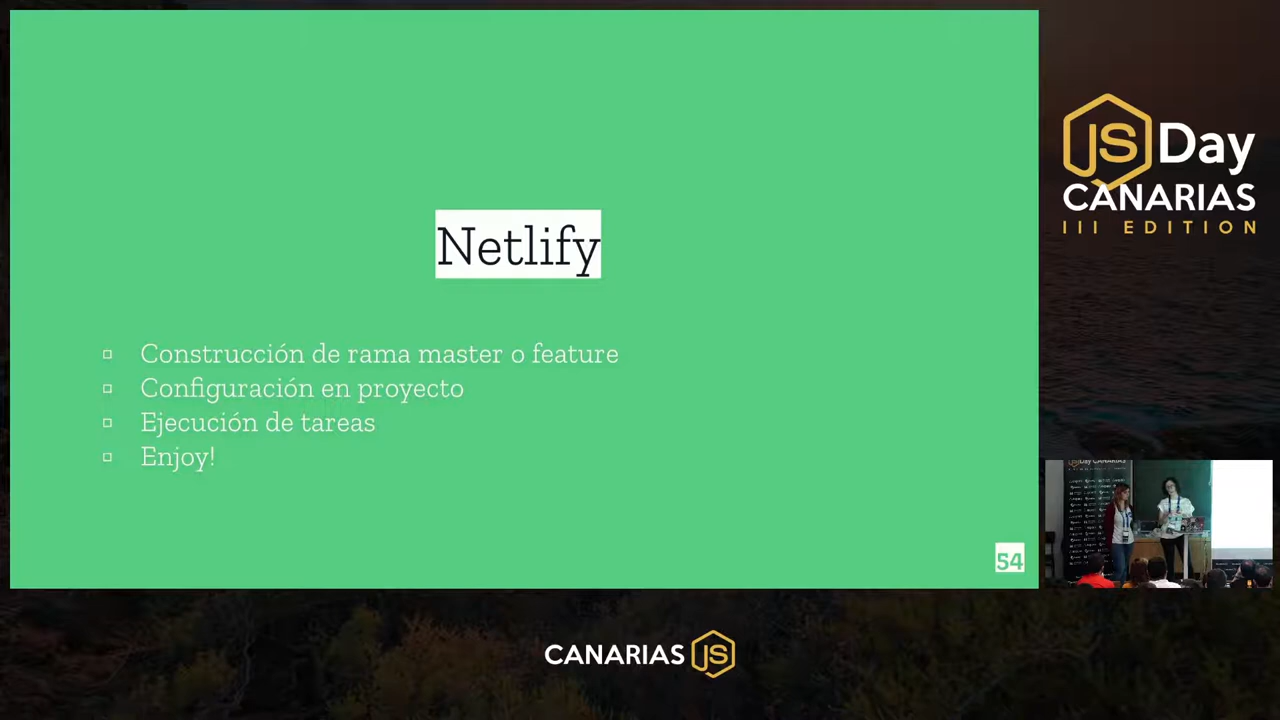 Netlify
Construcción de rama master o feature
Configuración en proyecto
Ejecución de tareas
Enjoy!
54
JS Day
CANARIAS
III EDITION
CANARIAS JS